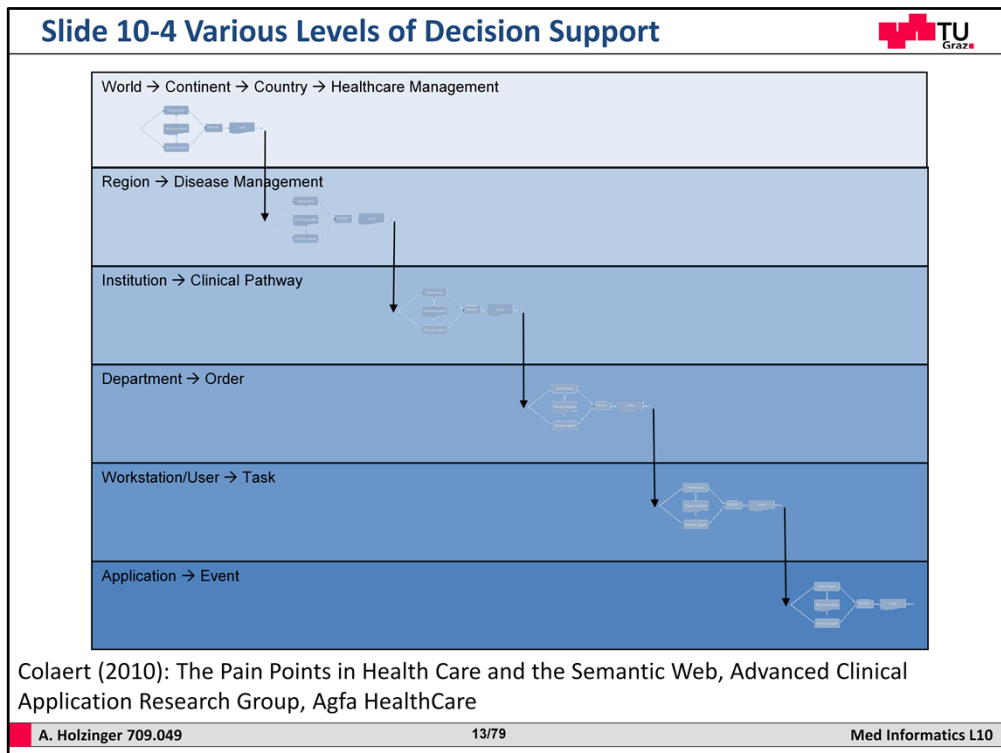 Slide 10-4 Various Levels of Decision Support
TU
Graz
World → Continent → Country → Healthcare Management
Region → Disease Management
Institution → Clinical Pathway
Department → Order
Workstation/User → Task
Application → Event
Colaert (2010): The Pain Points in Health Care and the Semantic Web, Advanced Clinical
Application Research Group, Agfa HealthCare
A. Holzinger 709.049
13/79
Med Informatics L10